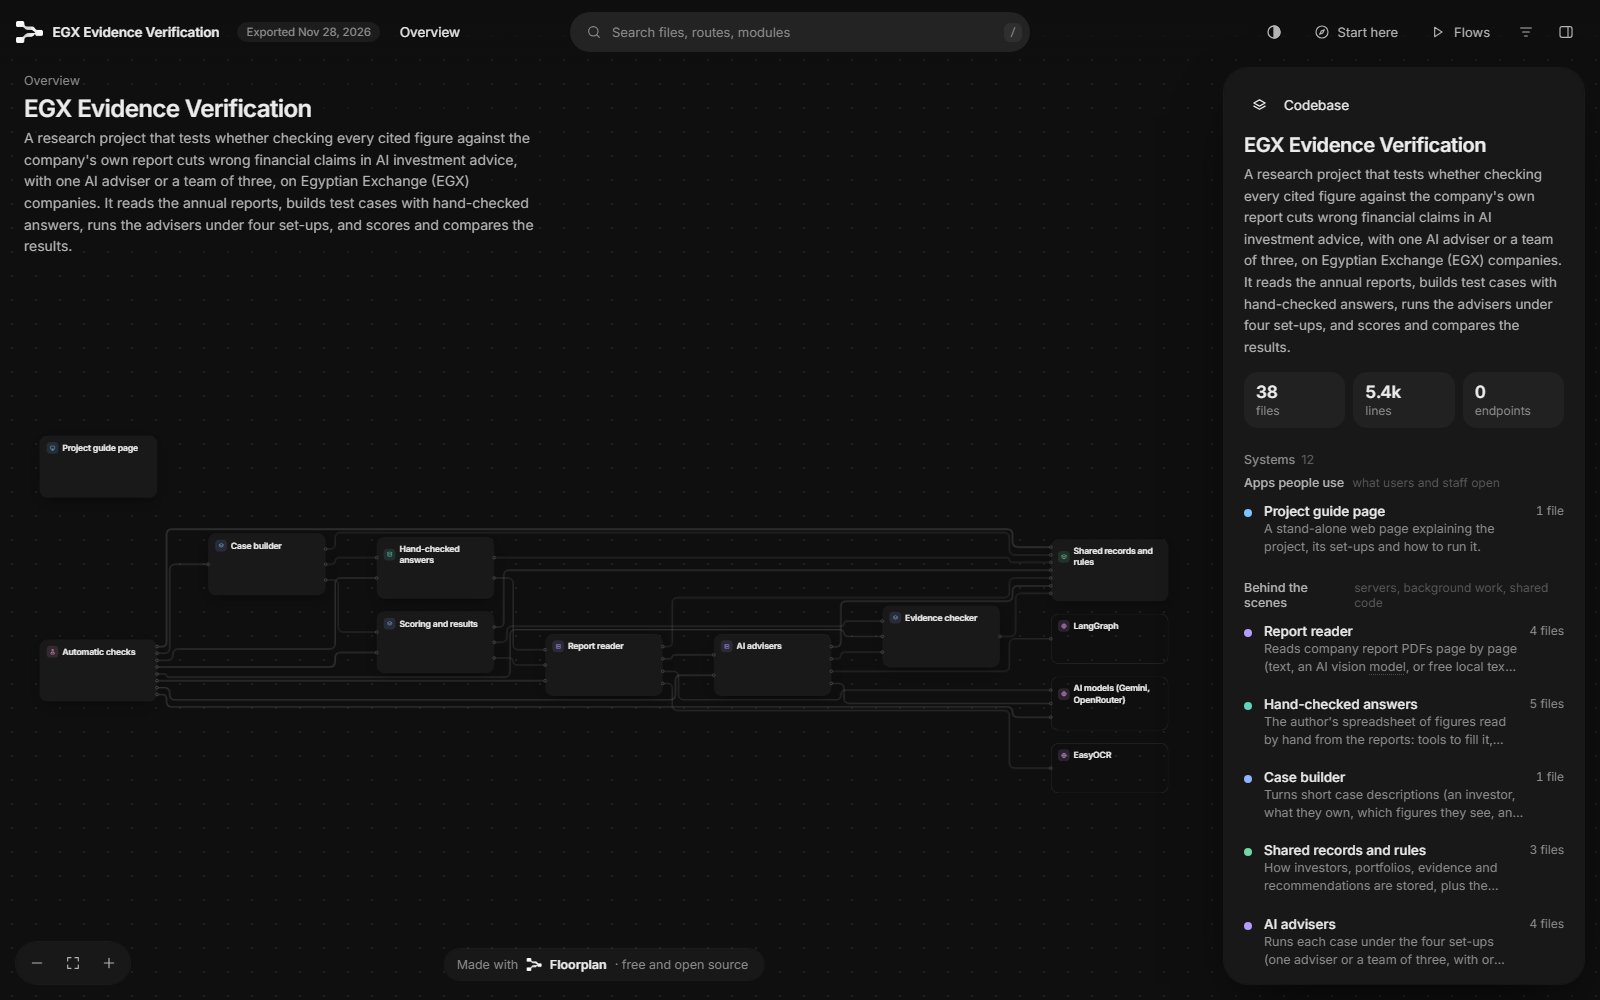 EGX Evidence Verification
Exported Nov 28, 2026
Overview
Search files, routes, modules
/
Start here
Flows
Overview
EGX Evidence Verification
A research project that tests whether checking every cited figure against the
company's own report cuts wrong financial claims in AI investment advice,
with one AI adviser or a team of three, on Egyptian Exchange (EGX)
companies. It reads the annual reports, builds test cases with hand-checked
answers, runs the advisers under four set-ups, and scores and compares the
results.
Project guide page
Case builder
Hand-checked
answers
Shared records and
rules
Scoring and results
Evidence checker
LangGraph
Automatic checks
Report reader
AI advisers
AI models (Gemini,
OpenRouter)
EasyOCR
Made with Floorplan · free and open source
Codebase
EGX Evidence Verification
A research project that tests whether checking
every cited figure against the company's own
report cuts wrong financial claims in AI
investment advice, with one AI adviser or a team
of three, on Egyptian Exchange (EGX) companies.
It reads the annual reports, builds test cases with
hand-checked answers, runs the advisers under
four set-ups, and scores and compares the
results.
38
files
5.4k
lines
0
endpoints
Systems 12
Apps people use what users and staff open
Project guide page 1 file
A stand-alone web page explaining the
project, its set-ups and how to run it.
Behind the
scenes
servers, background work, shared
code
Report reader 4 files
Reads company report PDFs page by page
(text, an AI vision model, or free local tex...
Hand-checked answers 5 files
The author's spreadsheet of figures read
by hand from the reports: tools to fill it,...
Case builder 1 file
Turns short case descriptions (an investor,
what they own, which figures they see, an...
Shared records and rules 3 files
How investors, portfolios, evidence and
recommendations are stored, plus the...
AI advisers 4 files
Runs each case under the four set-ups
(one adviser or a team of three, with or...